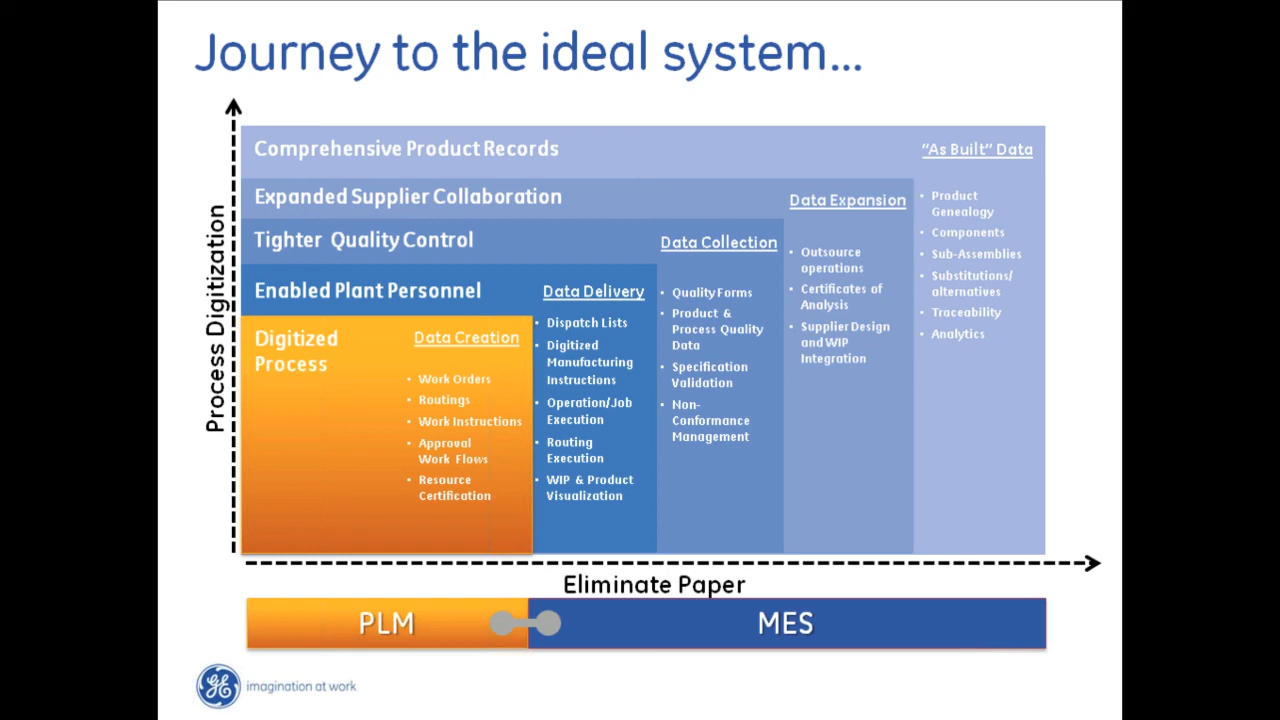 Journey to the ideal system...
Process Digitization
Comprehensive Product Records
"As Built" Data
• Product
Genealogy
• Components
• Sub-Assemblies
• Substitutions/
alternatives
• Traceability
• Analytics
Expanded Supplier Collaboration
Data Expansion
• Outsource
operations
• Certificates of
Analysis
• Supplier Design
and WIP
Integration
Tighter Quality Control
Data Collection
• Quality Forms
• Product &
Process Quality
Data
• Specification
Validation
• Non-
Conformance
Management
Enabled Plant Personnel
Data Delivery
• Dispatch Lists
• Digitized
Manufacturing
Instructions
• Operation/Job
Execution
• Routing
Execution
• WIP & Product
Visualization
Digitized
Process
Data Creation
• Work Orders
• Routings
• Work Instructions
• Approval
Work Flows
• Resource
Certification
Eliminate Paper
PLM
MES
GE
imagination at work